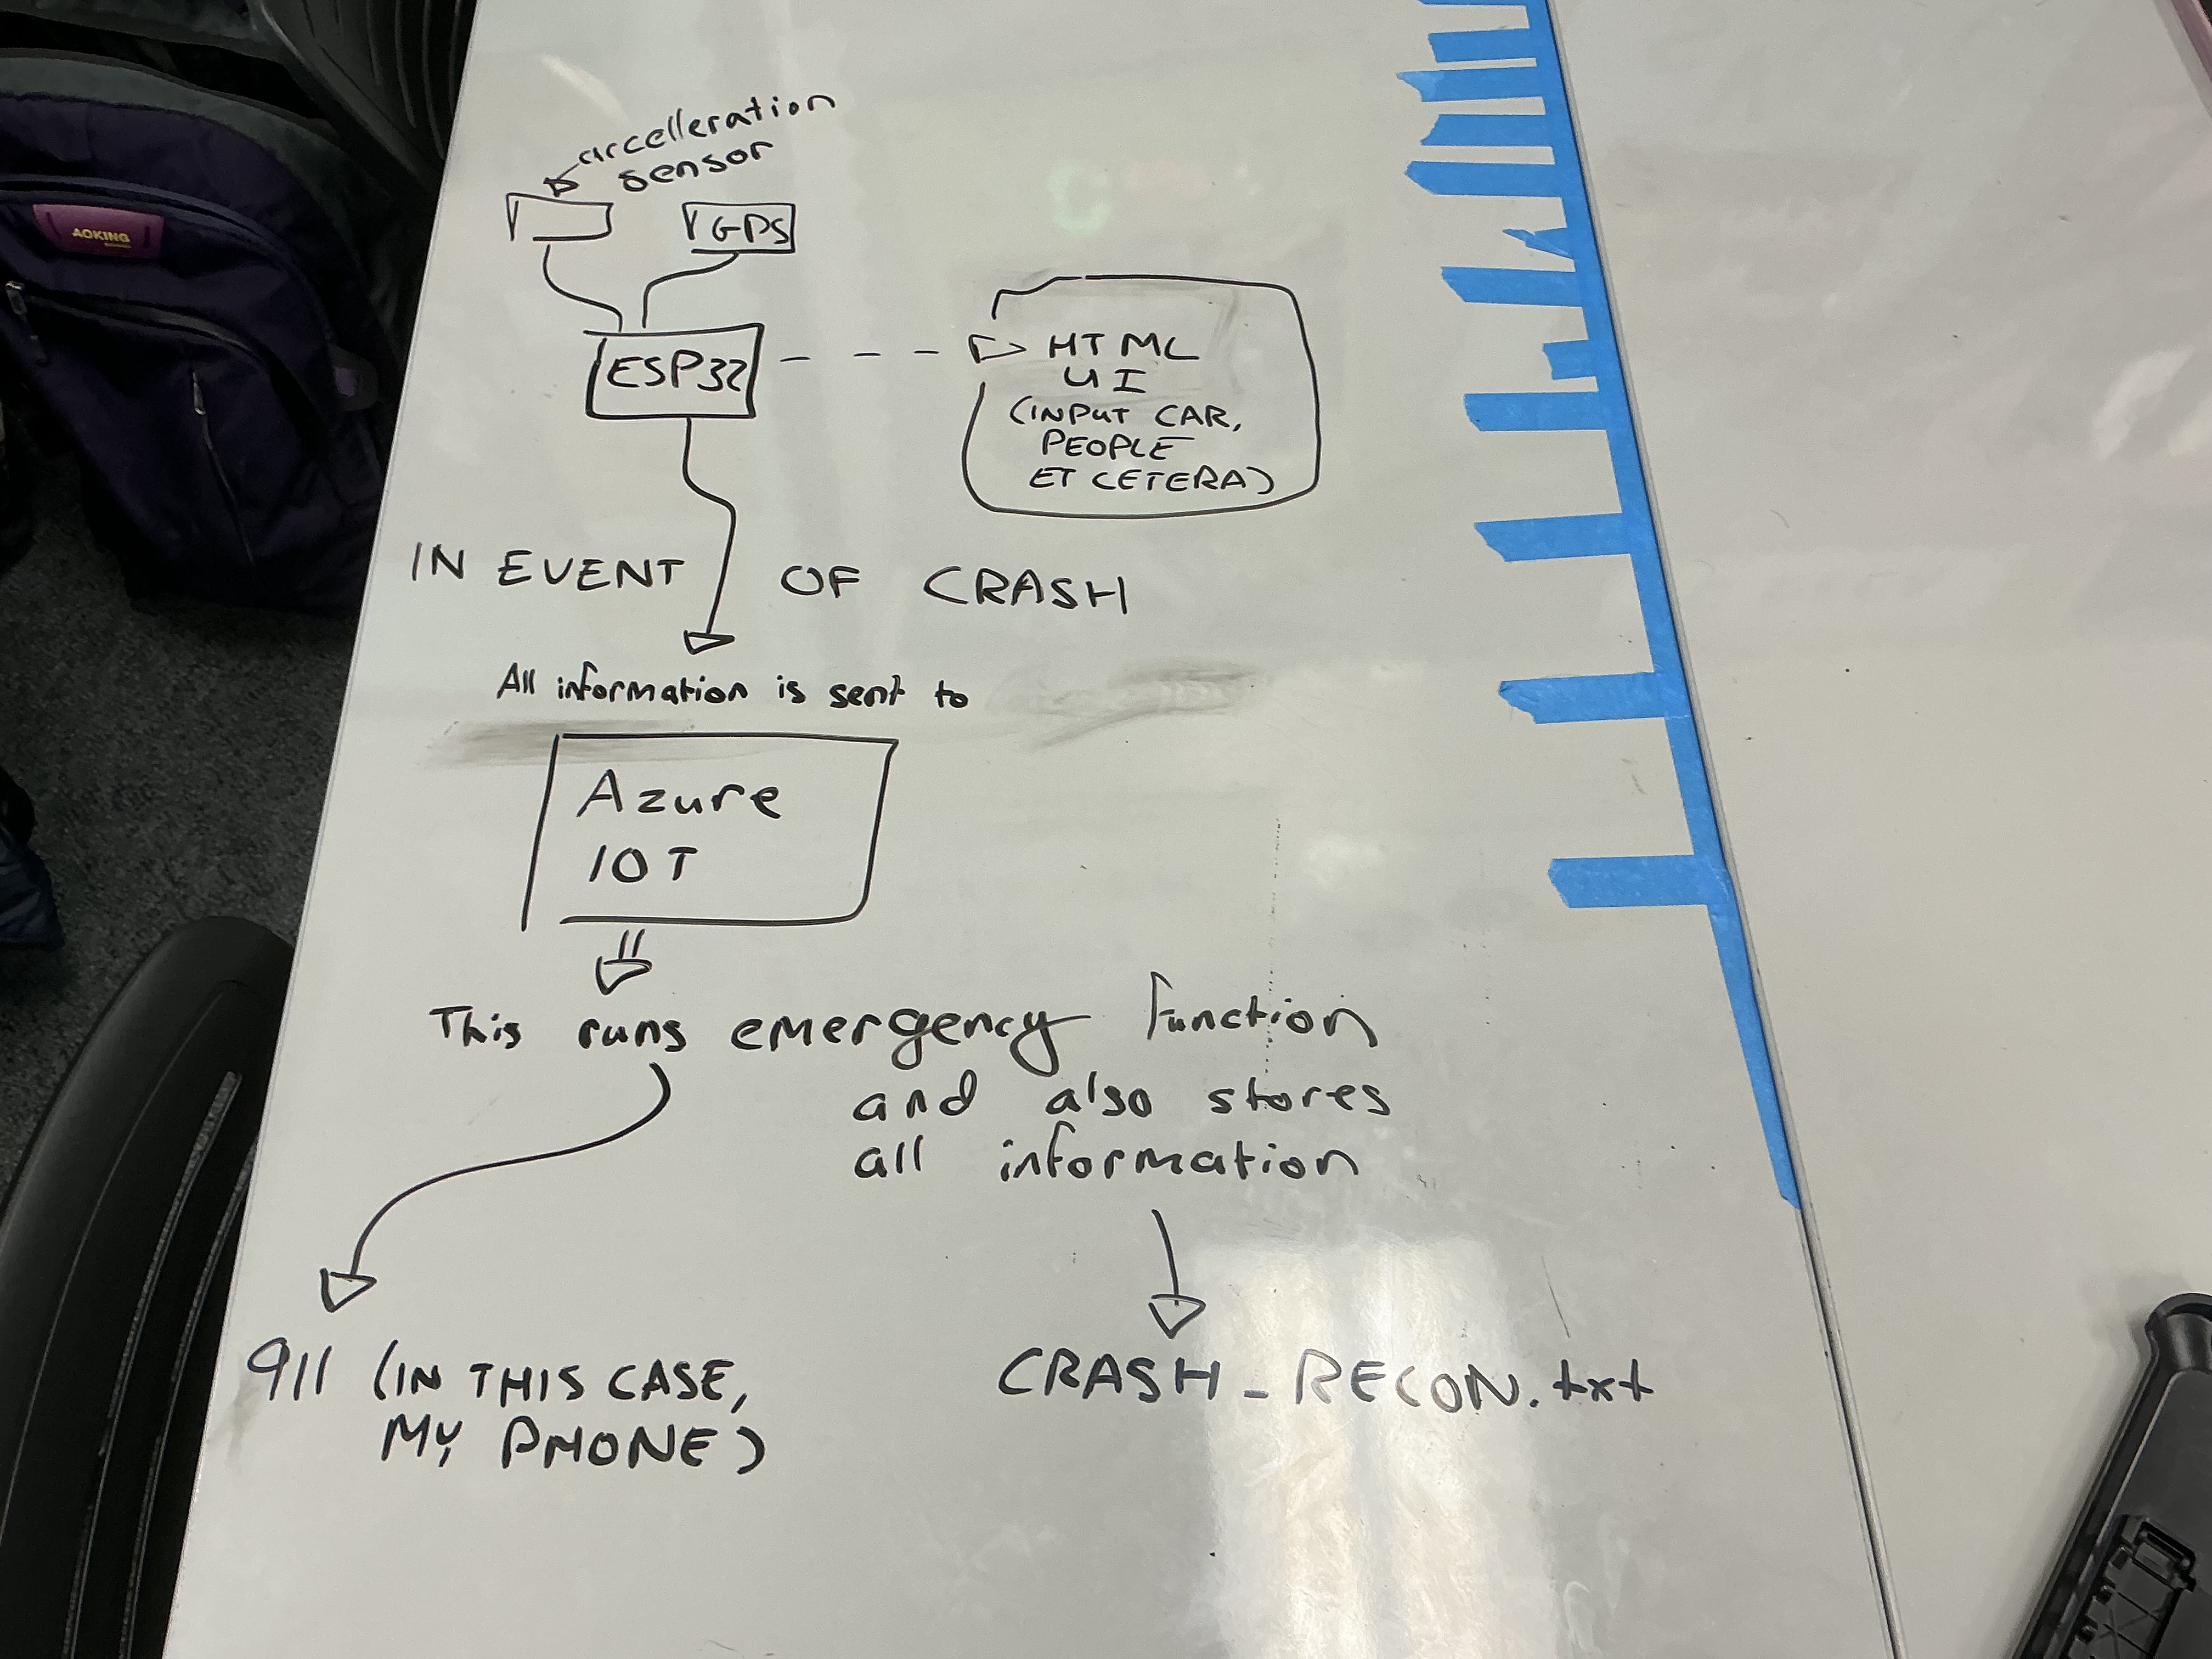 arcelleration
sensor
GPS
AOKING
ESP32
HTML
UI
(INPUT CAR,
PEOPLE
ET CETERA)
IN EVENT OF CRASH
All information is sent to
Azure
IOT
This runs emergency function
and also stores
all information
911 (IN THIS CASE,
MY PHONE)
CRASH_RECON.txt